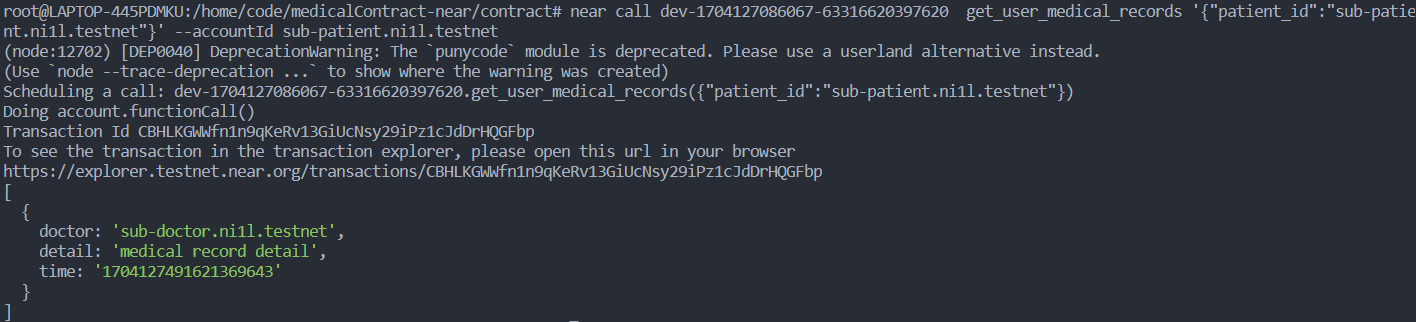 root@LAPTOP-445PDMKU:/home/code/medicalContract-near/contract# near call dev-1704127086067-63316620397620  get_user_medical_records '{"patient_id":"sub-patie
nt.ni1l.testnet"}' --accountId sub-patient.ni1l.testnet
(node:12702) [DEP0040] DeprecationWarning: The `punycode` module is deprecated. Please use a userland alternative instead.
(Use `node --trace-deprecation ...` to show where the warning was created)
Scheduling a call: dev-1704127086067-63316620397620.get_user_medical_records({"patient_id":"sub-patient.ni1l.testnet"})
Doing account.functionCall()
Transaction Id CBHLKGWWfn1n9qKeRv13GiUcNsy29iPz1cJdDrHQGFbp
To see the transaction in the transaction explorer, please open this url in your browser
https://explorer.testnet.near.org/transactions/CBHLKGWWfn1n9qKeRv13GiUcNsy29iPz1cJdDrHQGFbp
[
  {
    doctor: 'sub-doctor.ni1l.testnet',
    detail: 'medical record detail',
    time: '1704127491621369643'
  }
]